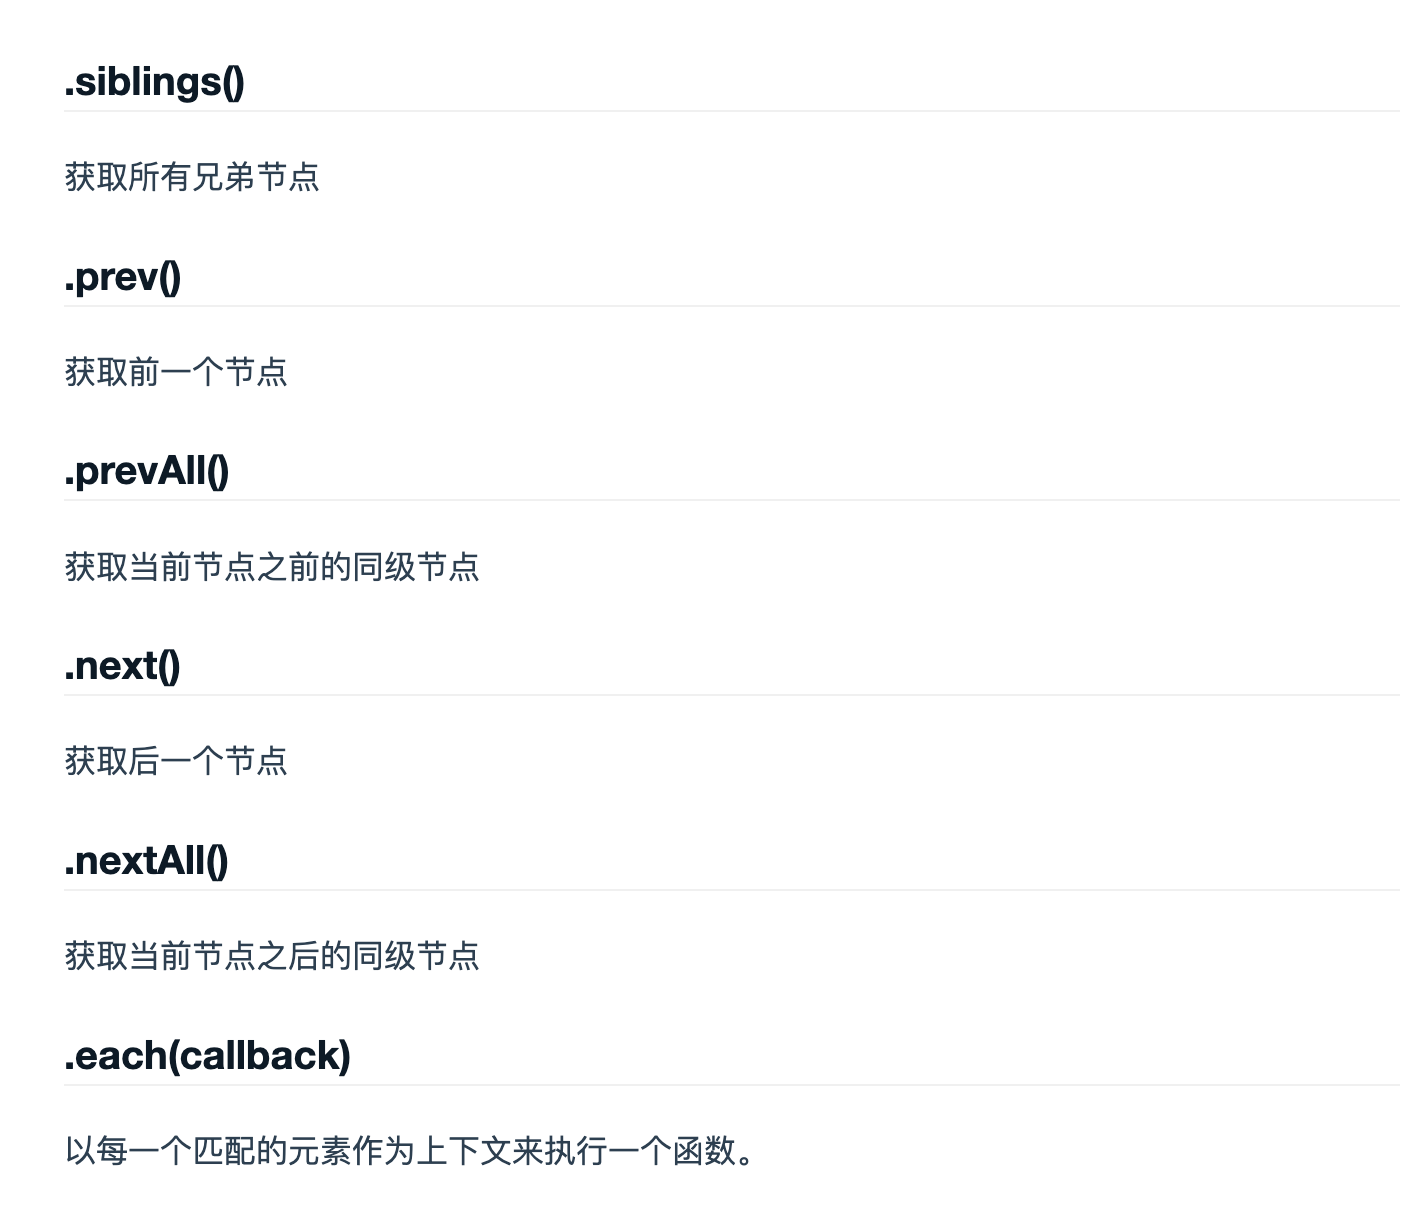 .siblings()
获取所有兄弟节点
.prev()
获取前一个节点
.prevAll()
获取当前节点之前的同级节点
.next()
获取后一个节点
.nextAll()
获取当前节点之后的同级节点
.each(callback)
以每一个匹配的元素作为上下文来执行一个函数。